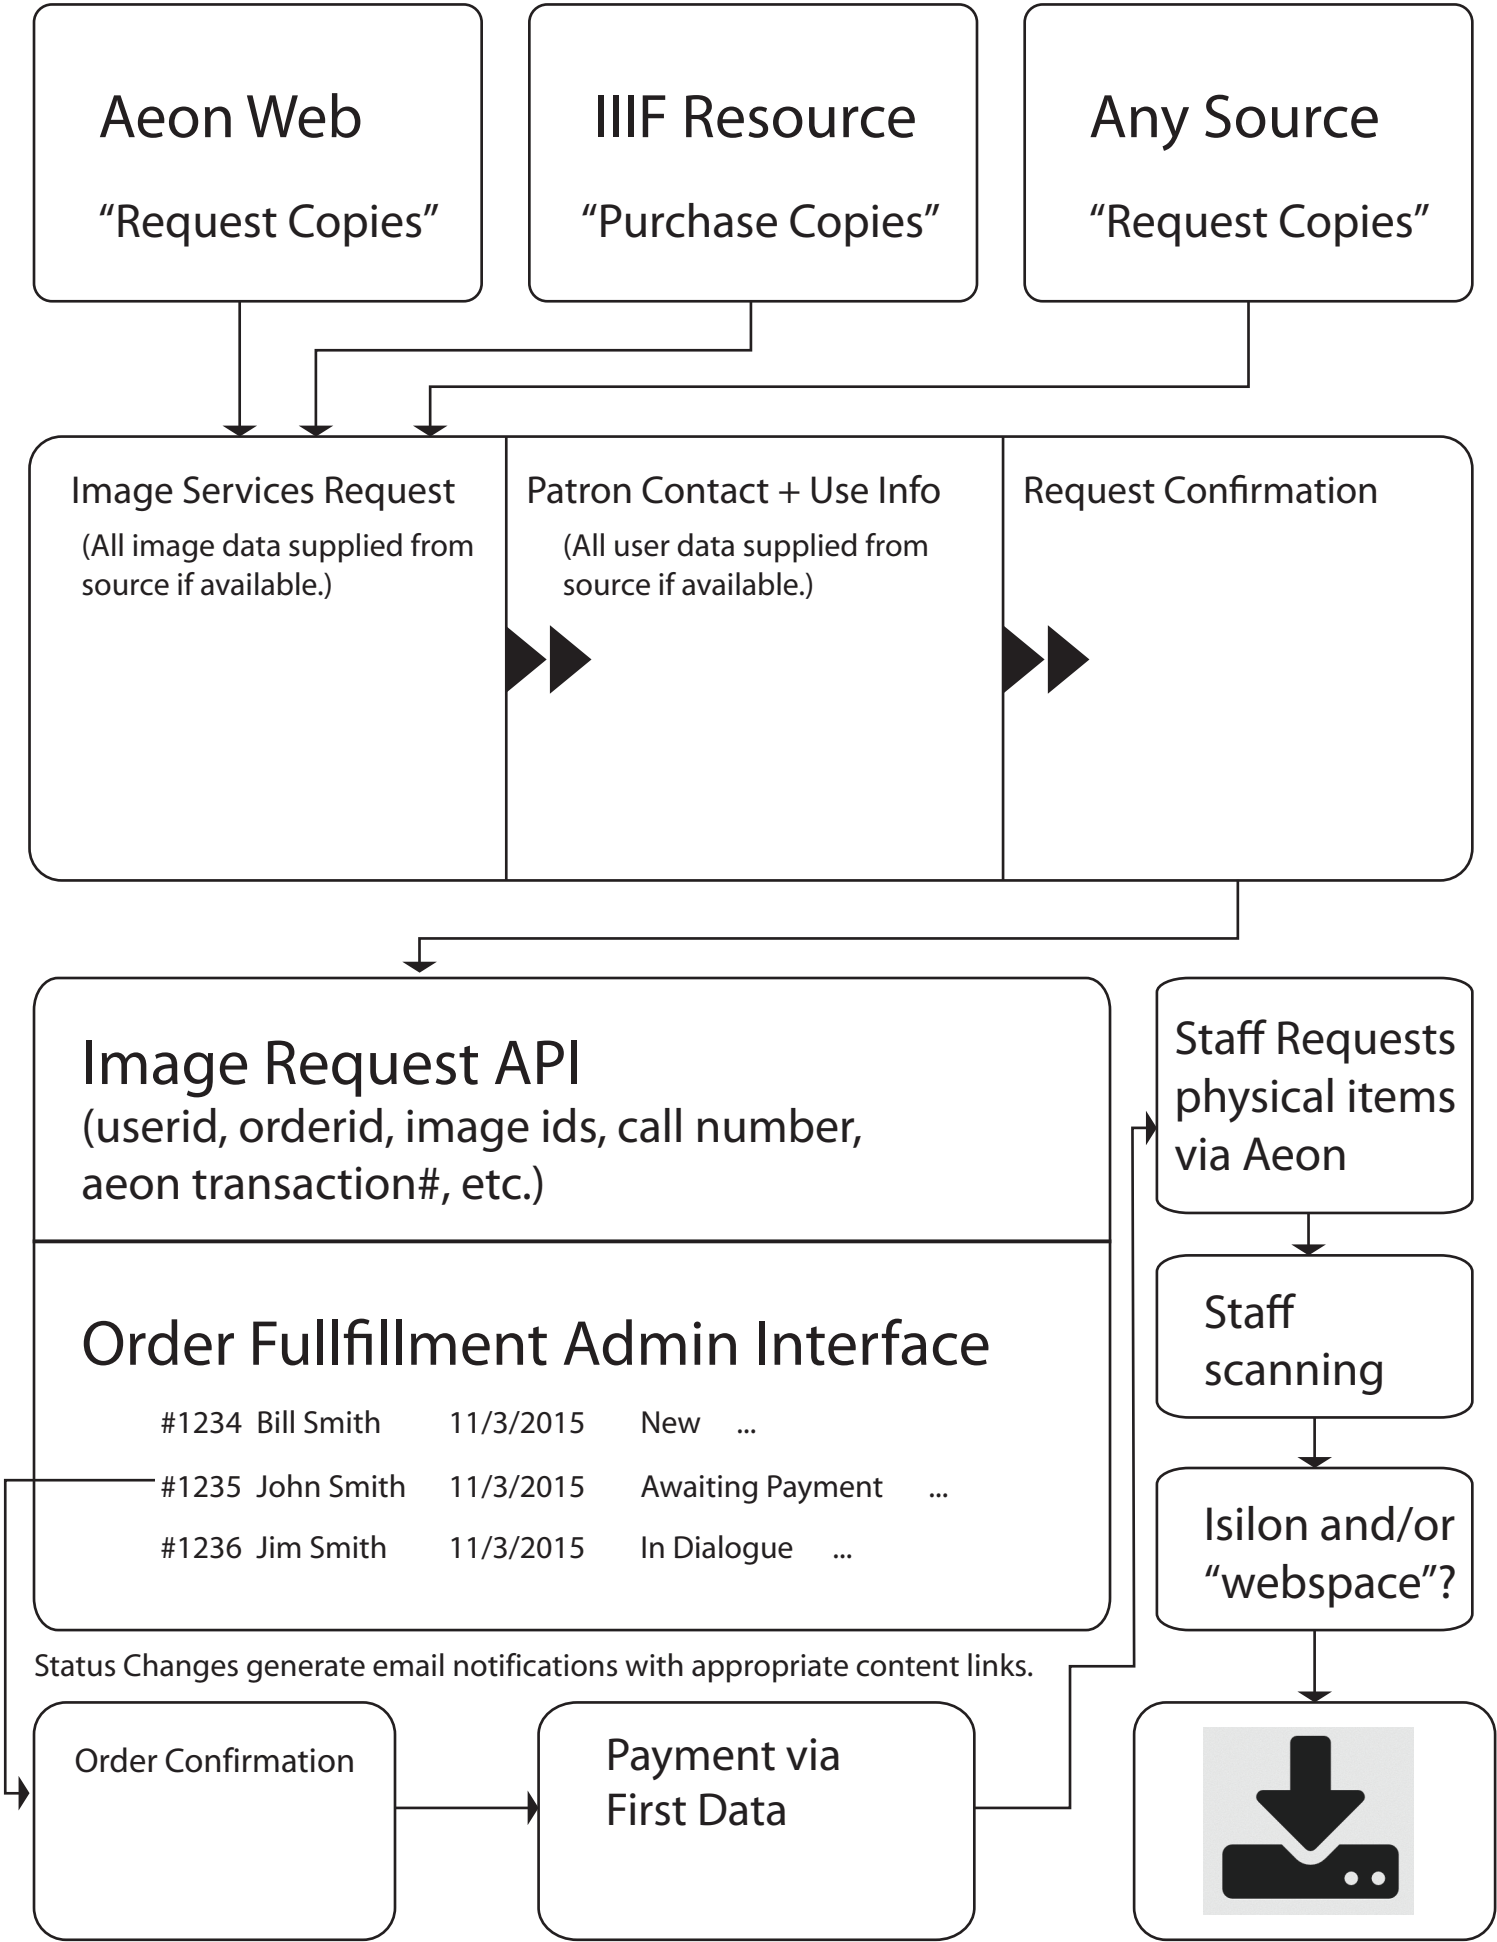 Aeon Web
“Request Copies”
IIIF Resource
“Purchase Copies”
Any Source
“Request Copies”
Image Services Request
(All image data supplied from
source if available.)
Patron Contact + Use Info
(All user data supplied from
source if available.)
Request Confirmation
Image Request API
(userid, orderid, image ids, call number,
aeon transaction#, etc.)
Order Fullfillment Admin Interface
#1234 Bill Smith 11/3/2015 New ...
#1235 John Smith 11/3/2015 Awaiting Payment ...
#1236 Jim Smith 11/3/2015 In Dialogue ...
Status Changes generate email notifications with appropriate content links.
Order Confirmation
Payment via
First Data
Staff Requests
physical items
via Aeon
Staff
scanning
Isilon and/or
“webspace”?